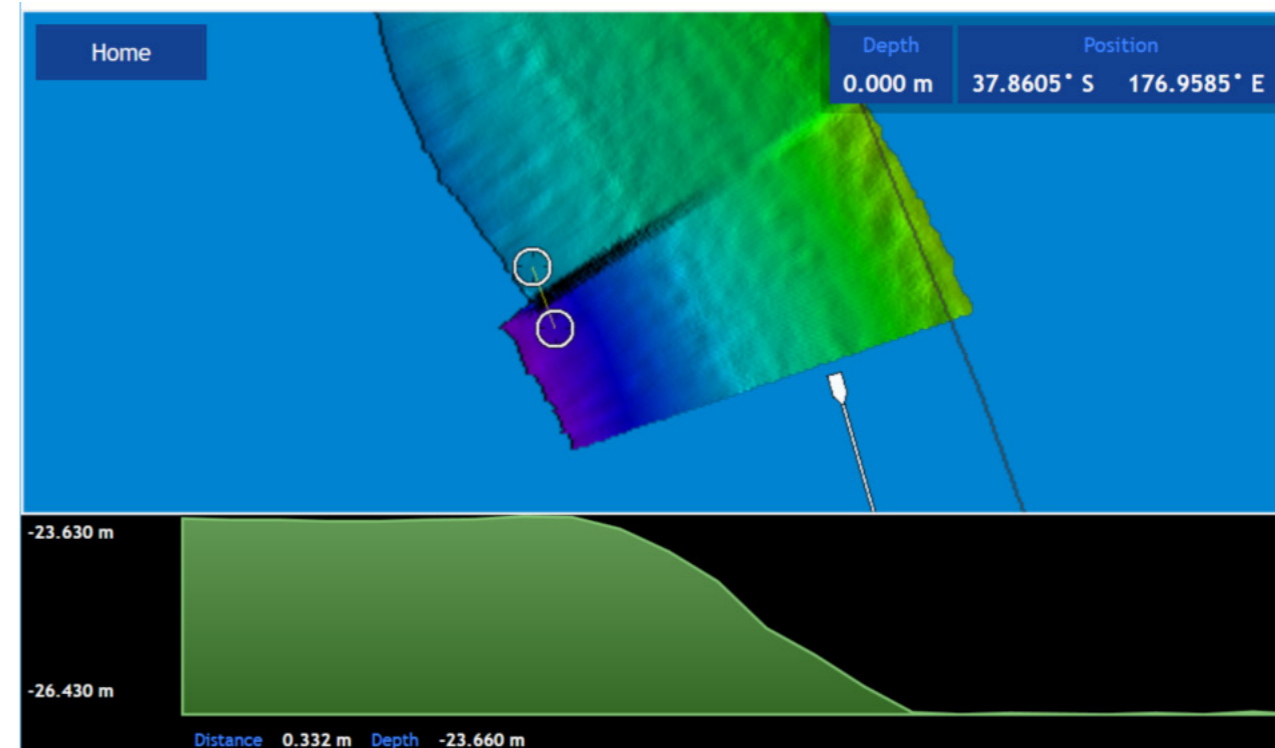 Home
Depth
0.000 m
Position
37.8605° S 176.9585° E
-23.630 m
-26.430 m
Distance 0.332 m Depth -23.660 m